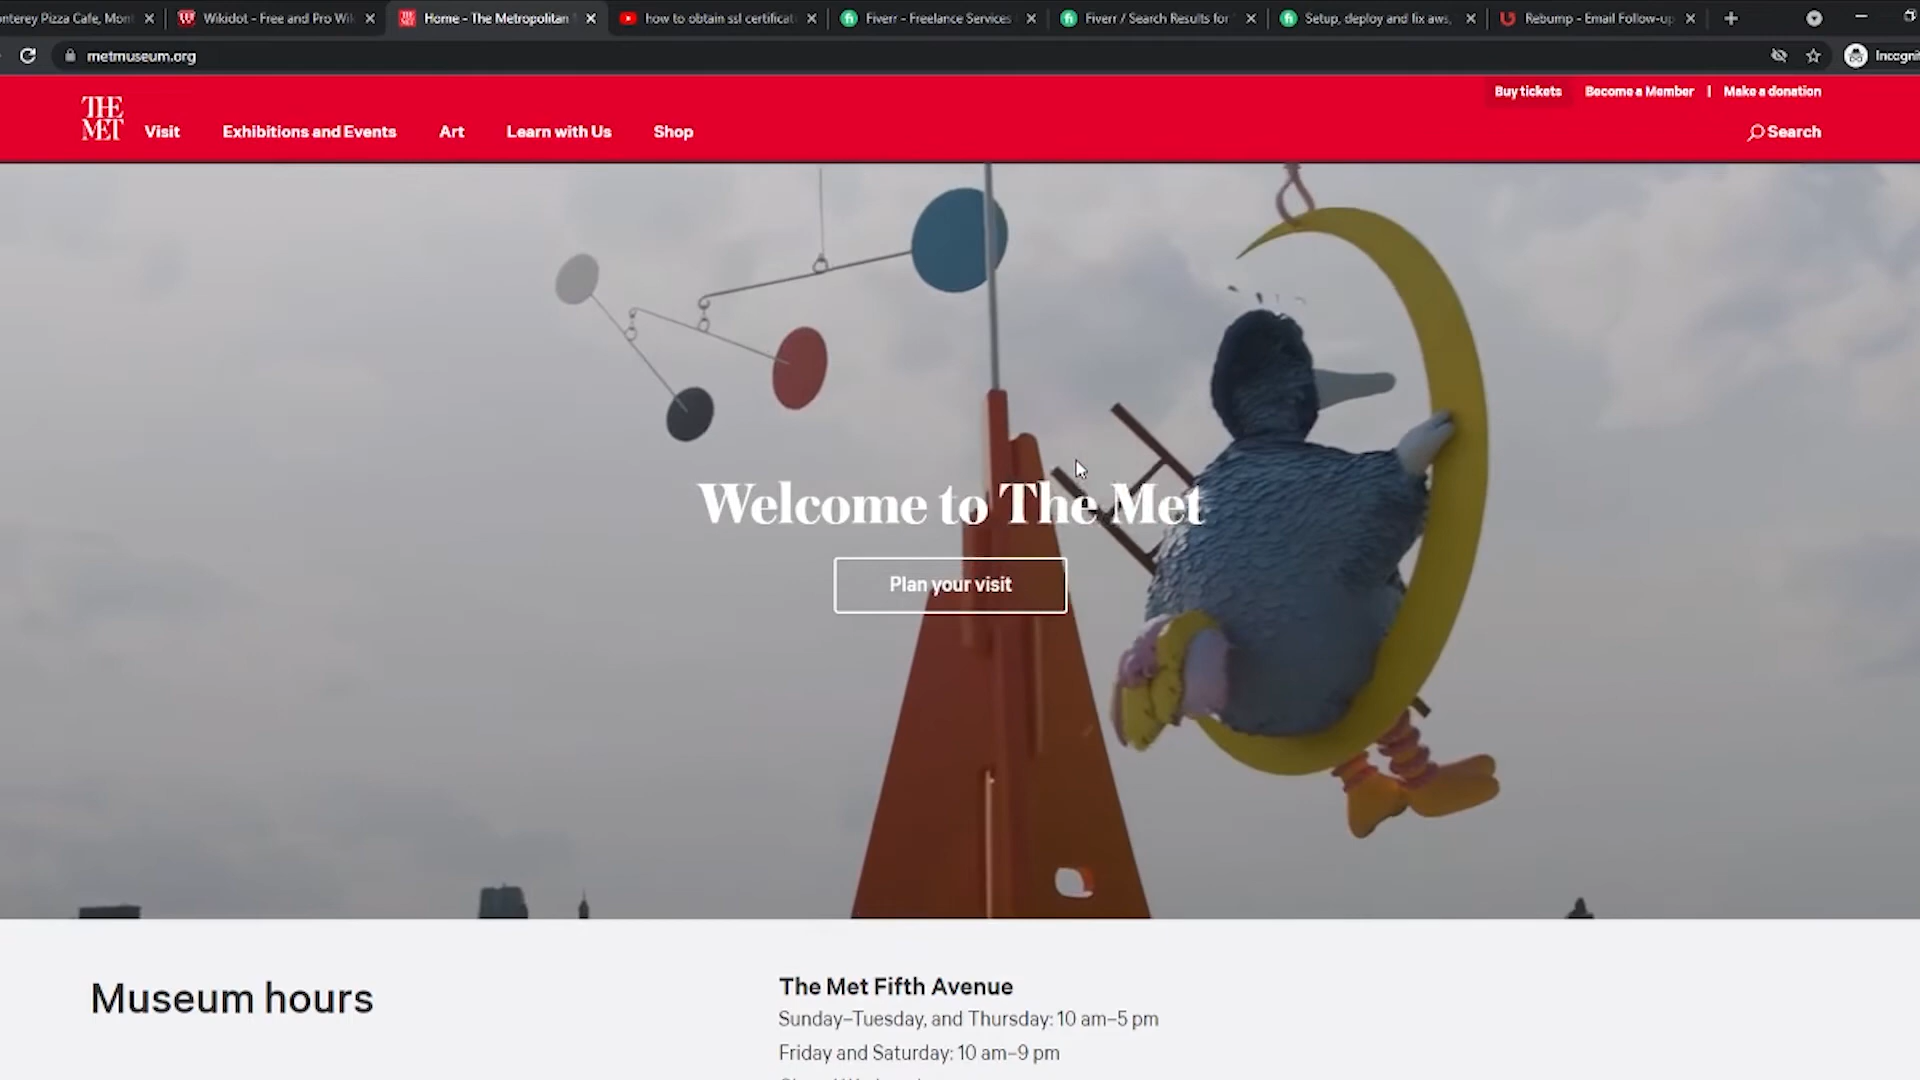 nterey Pizza Cafe, Mont
Wikidot - Free and Pro Wik
Home - The Metropolitan
how to obtain ssl certificat
Fiverr - Freelance Services
Fiverr / Search Results for
Setup, deploy and fix aws,
Rebump - Email Follow-up
metmuseum.org
Incognit
Buy tickets
Become a Member
|
Make a donation
THE
MET
Visit
Exhibitions and Events
Art
Learn with Us
Shop
Search
Welcome to The Met
Plan your visit
Museum hours
The Met Fifth Avenue
Sunday–Tuesday, and Thursday: 10 am–5 pm
Friday and Saturday: 10 am–9 pm